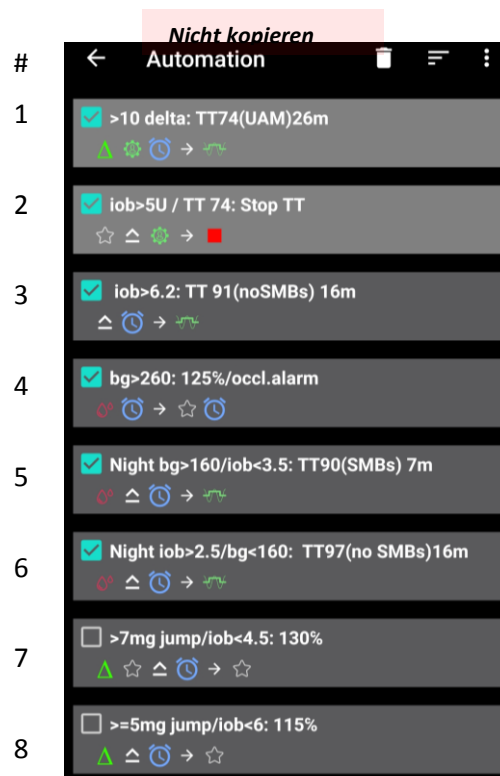 Nicht kopieren
#
Automation
1
>10 delta: TT74(UAM)26m
2
iob>5U / TT 74: Stop TT
3
iob>6.2: TT 91(noSMBs) 16m
4
bg>260: 125%/occl.alarm
5
Night bg>160/iob<3.5: TT90(SMBs) 7m
6
Night iob>2.5/bg<160: TT97(no SMBs)16m
7
>7mg jump/iob<4.5: 130%
8
>=5mg jump/iob<6: 115%